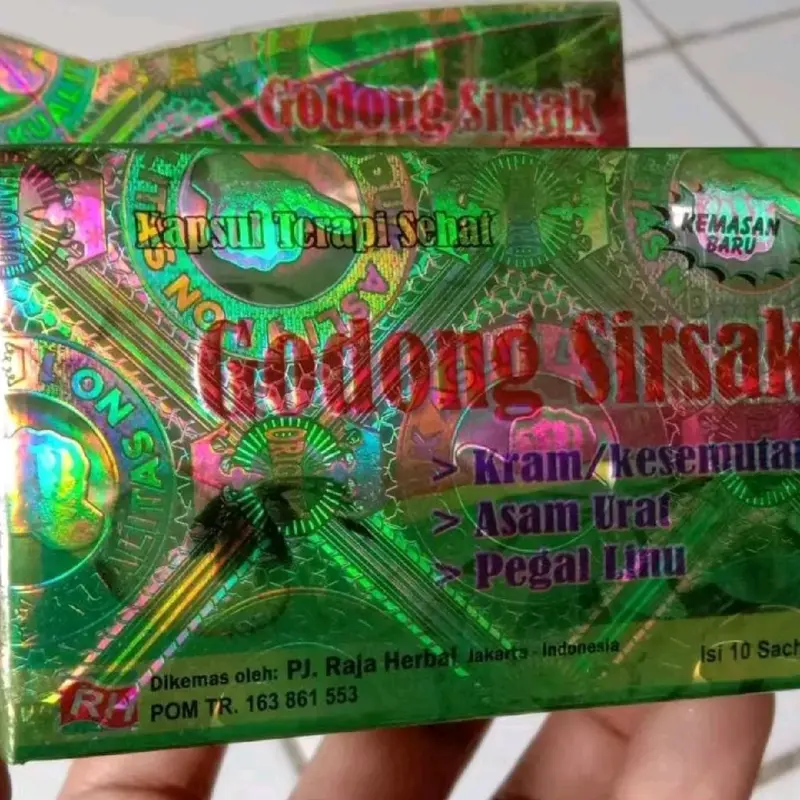 Godong Sirsak
Kapsul Terapi Sehat
KEMASAN
BARU
Godong Sirsak
> Kram/kesemutan
> Asam Urat
> Pegal Linu
RH
Dikemas oleh: PJ. Raja Herbal Jakarta - Indonesia
POM TR. 163 861 553
Isi 10 Sach